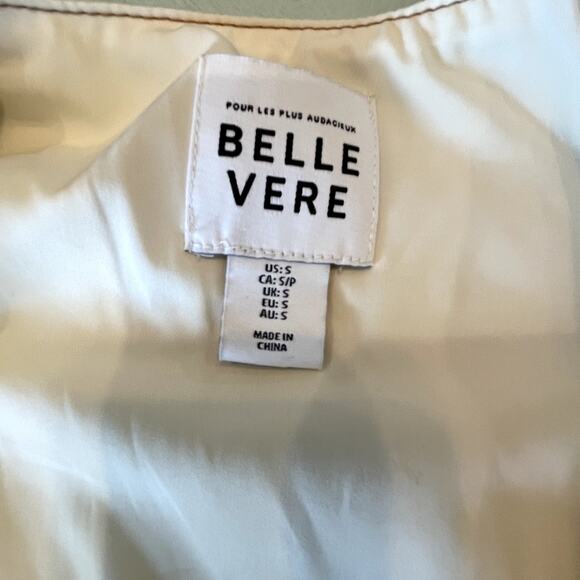 POUR LES PLUS AUDACIEUX
BELLE
VERE
US: S
CA: S/P
UK: S
EU: S
AU: S
MADE IN
CHINA